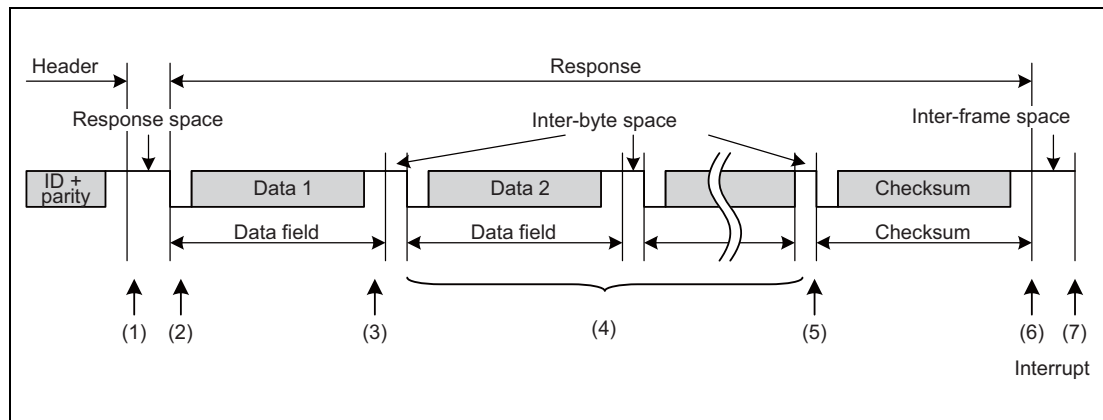 Header
Response
Response space
Inter-byte space
Inter-frame space
ID +
parity
Data 1
Data 2
Checksum
Data field
Data field
Checksum
(1)
(2)
(3)
(4)
(5)
(6)
(7)
Interrupt